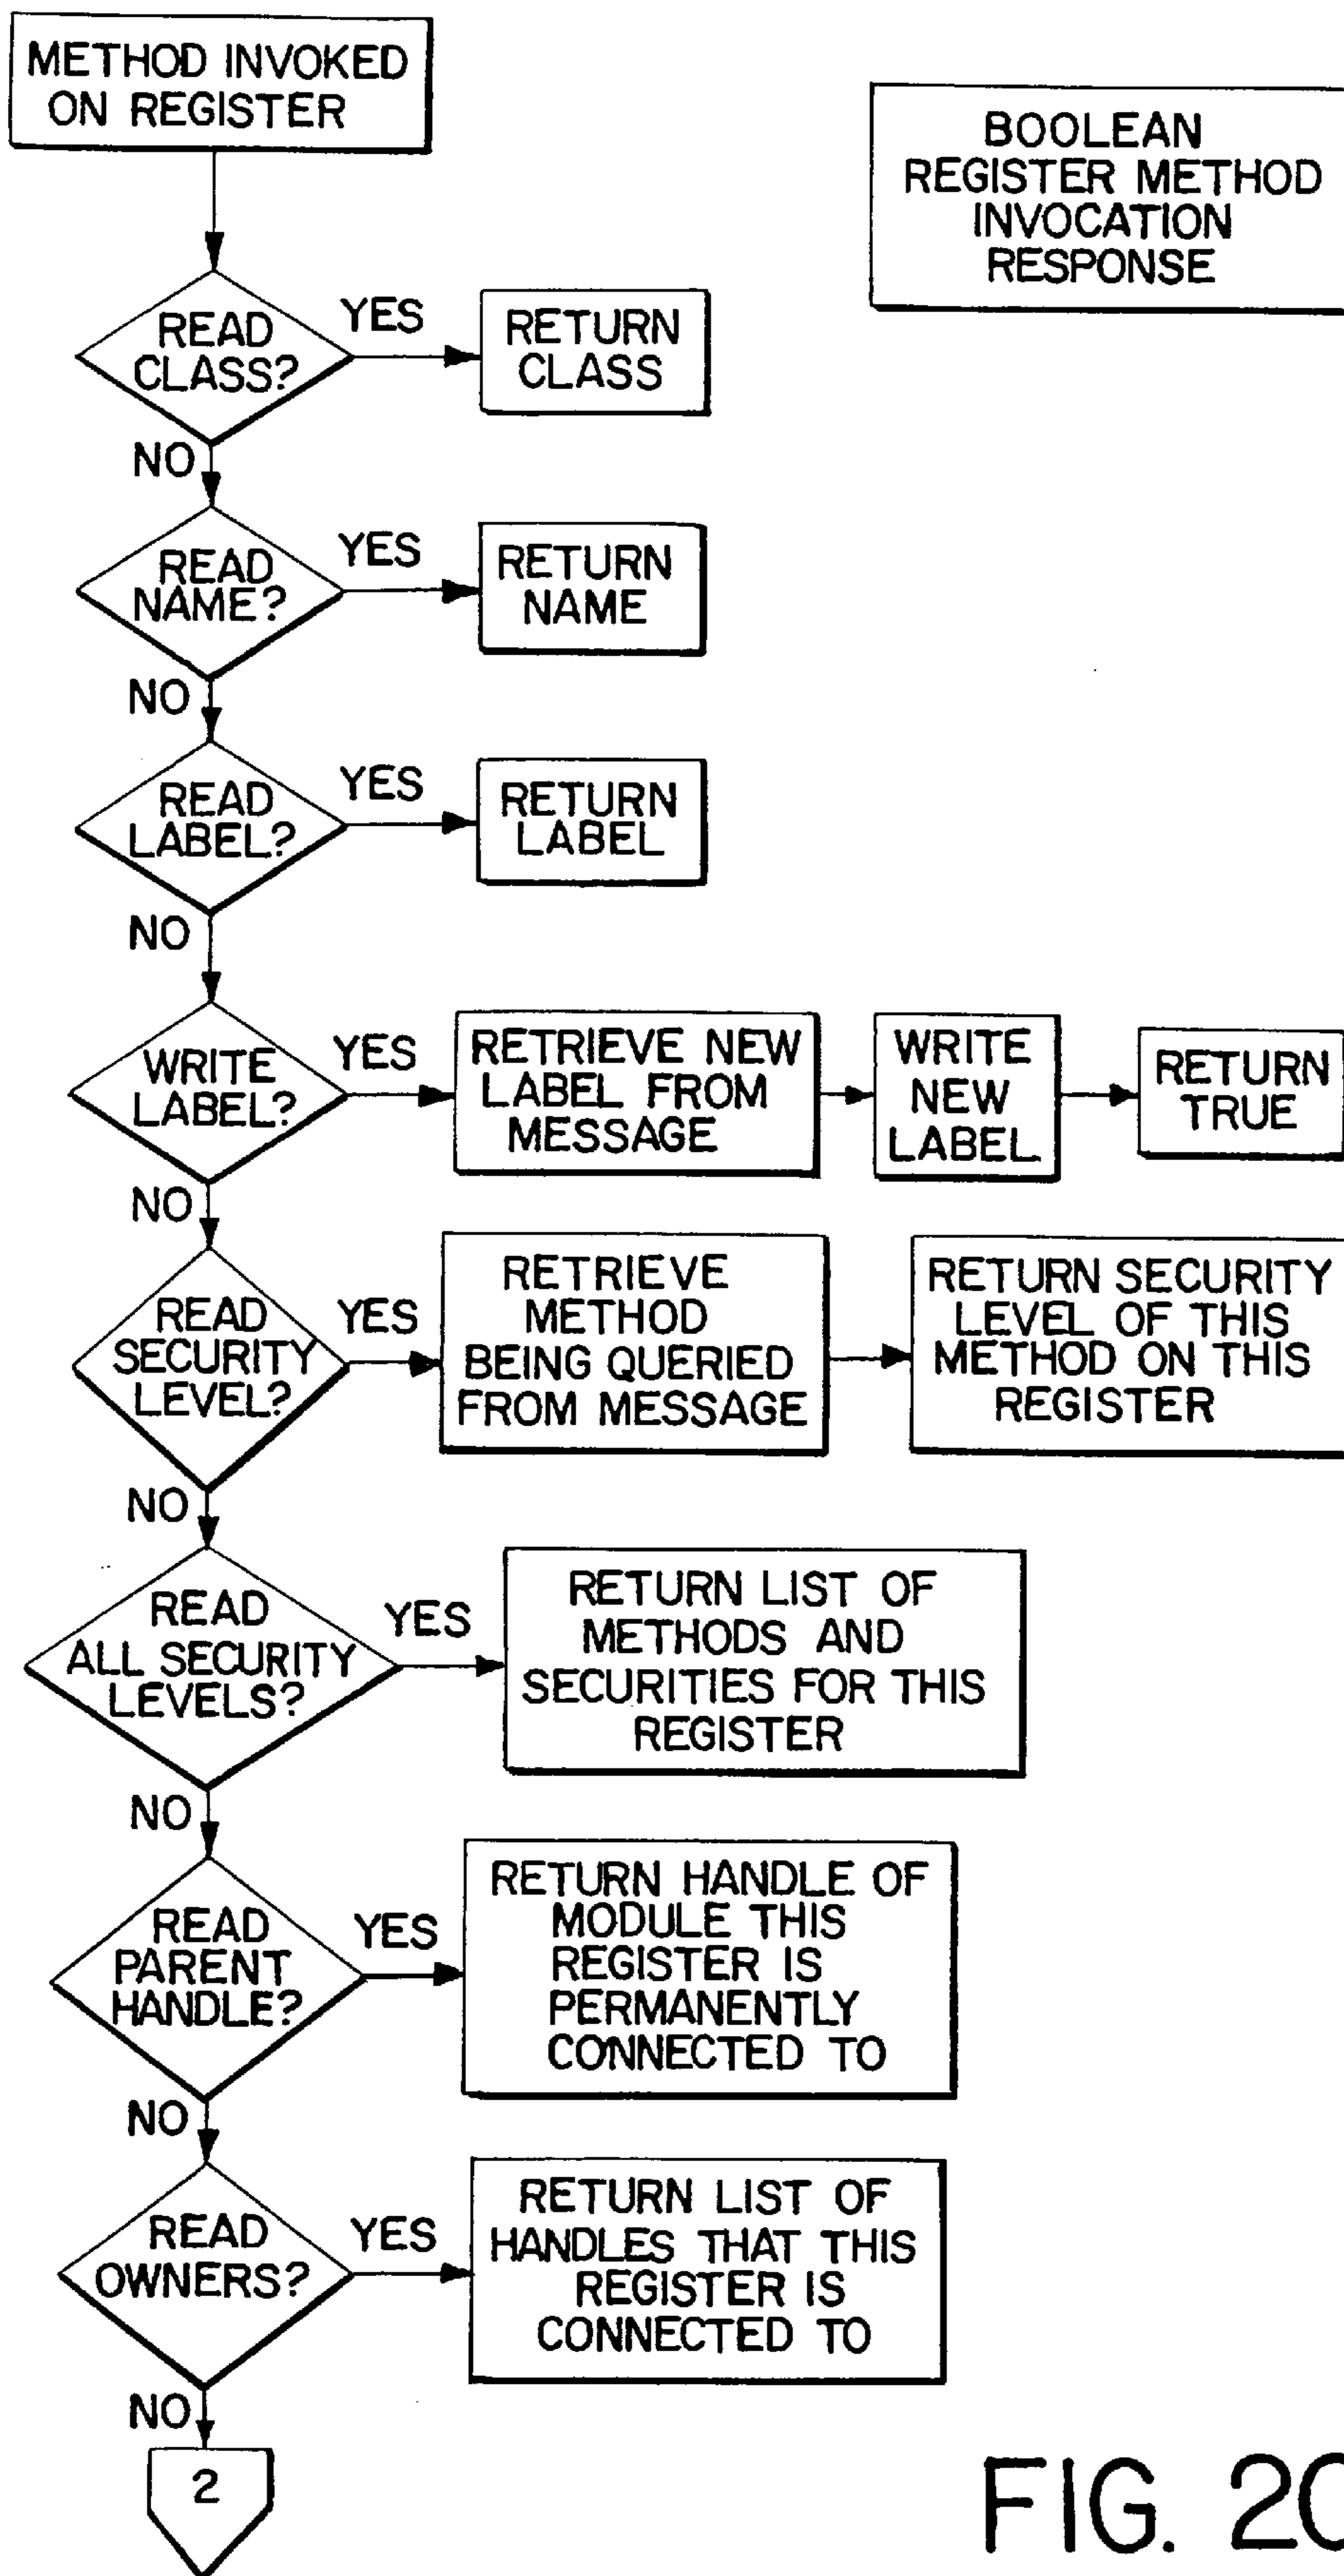 METHOD INVOKED
ON REGISTER
BOOLEAN
REGISTER METHOD
INVOCATION
RESPONSE
READ
CLASS?
YES
RETURN
CLASS
NO
READ
NAME?
YES
RETURN
NAME
NO
READ
LABEL?
YES
RETURN
LABEL
NO
WRITE
LABEL?
YES
RETRIEVE NEW
LABEL FROM
MESSAGE
WRITE
NEW
LABEL
RETURN
TRUE
NO
READ
SECURITY
LEVEL?
YES
RETRIEVE
METHOD
BEING QUERIED
FROM MESSAGE
RETURN SECURITY
LEVEL OF THIS
METHOD ON THIS
REGISTER
NO
READ
ALL SECURITY
LEVELS?
YES
RETURN LIST OF
METHODS AND
SECURITIES FOR THIS
REGISTER
NO
READ
PARENT
HANDLE?
YES
RETURN HANDLE OF
MODULE THIS
REGISTER IS
PERMANENTLY
CONNECTED TO
NO
READ
OWNERS?
YES
RETURN LIST OF
HANDLES THAT THIS
REGISTER IS
CONNECTED TO
NO
2
FIG.